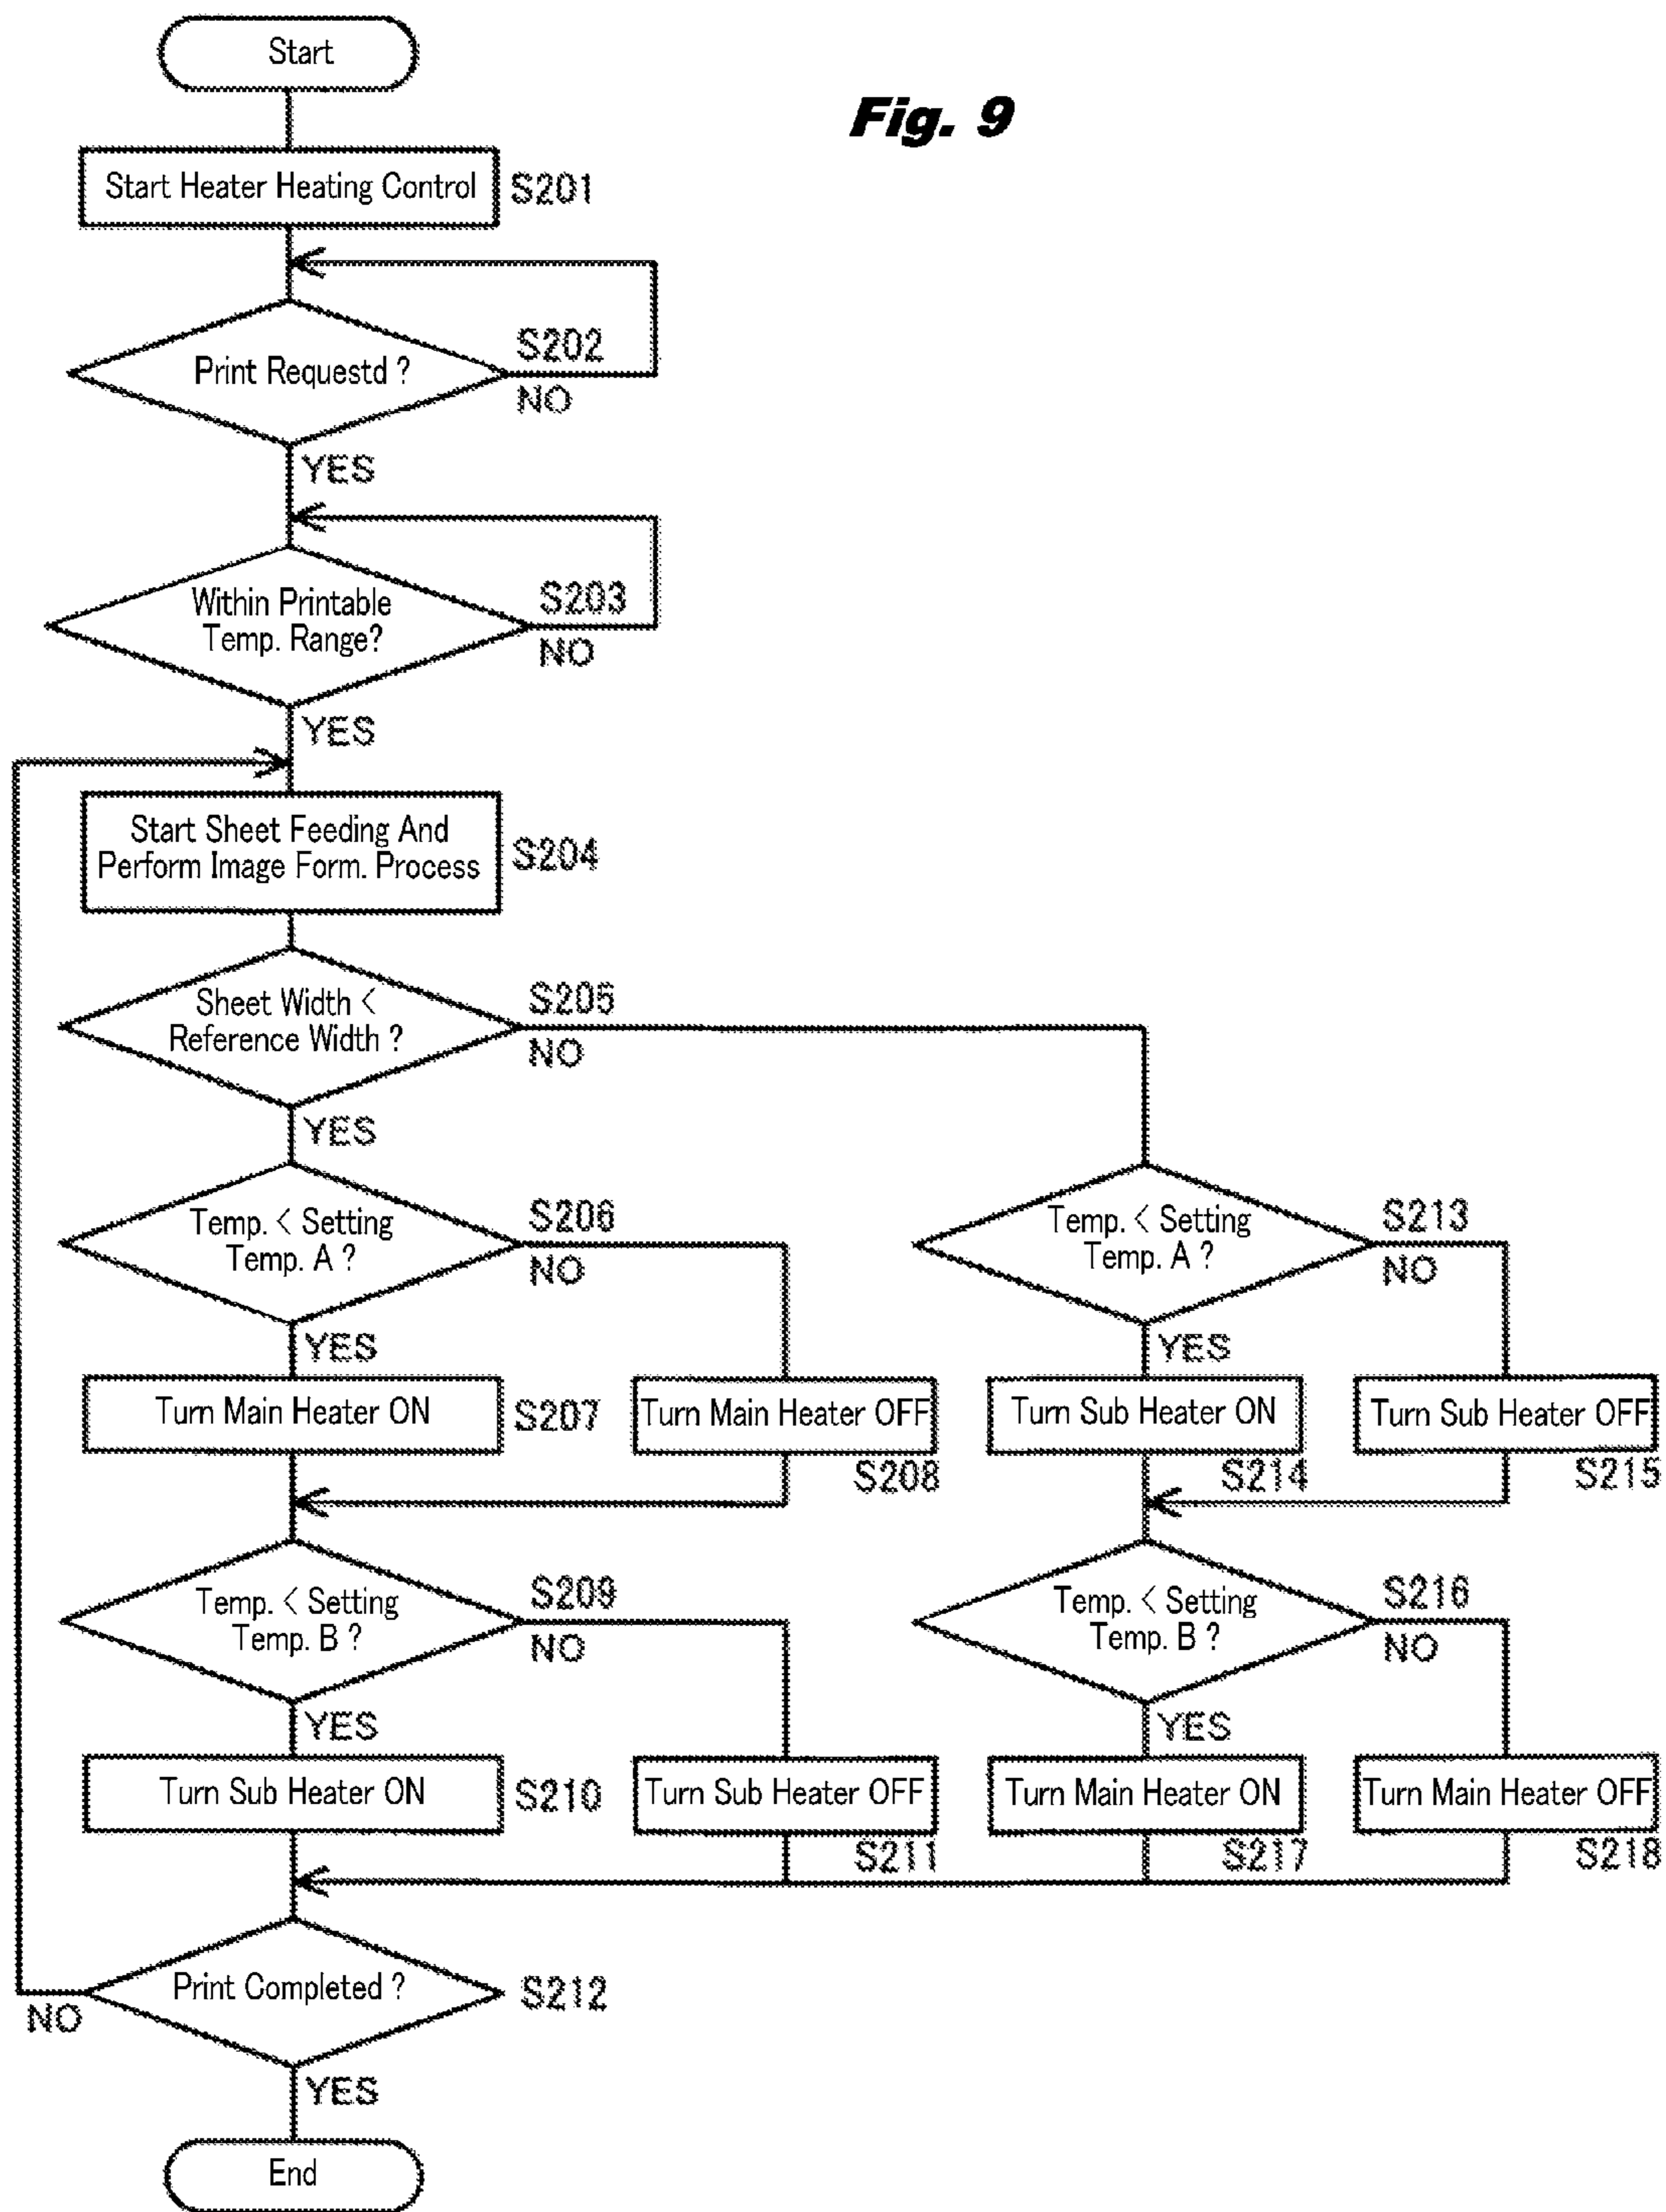 Fig. 9
Start
Start Heater Heating Control
S201
S202
Print Requestd ?
NO
YES
S203
Within Printable
Temp. Range?
NO
YES
Start Sheet Feeding And
Perform Image Form. Process
S204
S205
Sheet Width <
Reference Width ?
NO
YES
S206
Temp. < Setting
Temp. A ?
NO
YES
S213
Temp. < Setting
Temp. A ?
NO
YES
Turn Main Heater ON
S207
Turn Main Heater OFF
S208
Turn Sub Heater ON
S214
Turn Sub Heater OFF
S215
S209
Temp. < Setting
Temp. B ?
NO
YES
S216
Temp. < Setting
Temp. B ?
NO
YES
Turn Sub Heater ON
S210
Turn Sub Heater OFF
S211
Turn Main Heater ON
S217
Turn Main Heater OFF
S218
Print Completed ?
S212
NO
YES
End